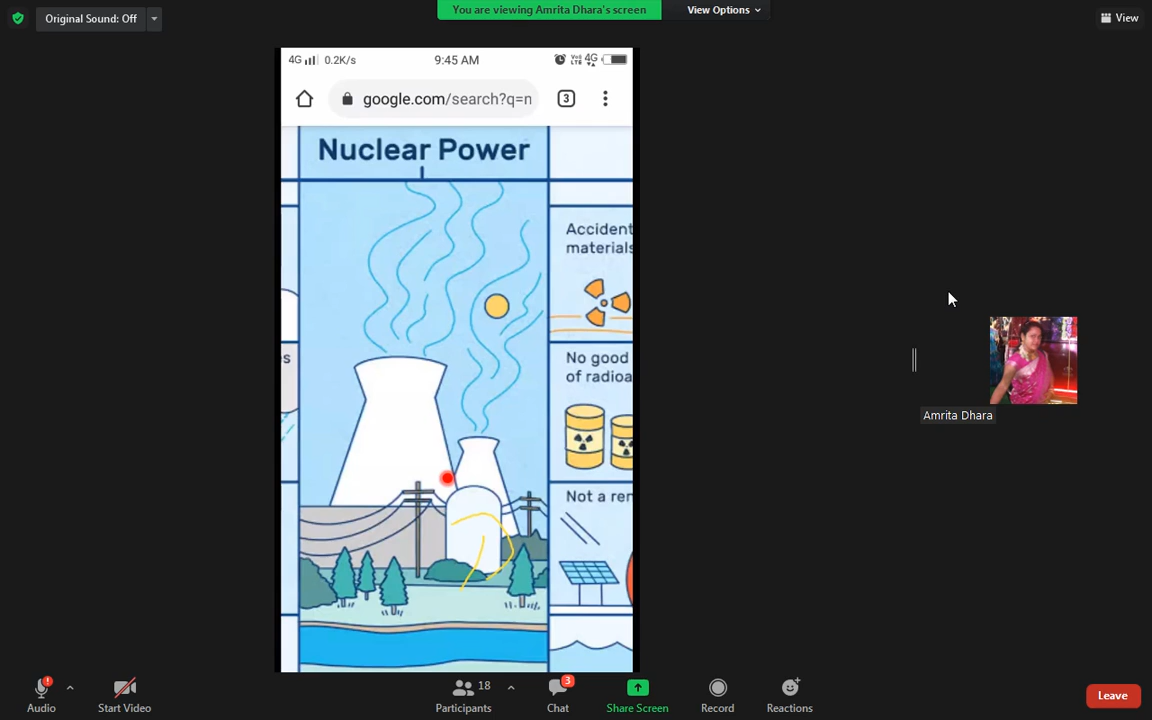 Original Sound: Off
You are viewing Amrita Dhara's screen
View Options
View
4G 0.2K/s
9:45 AM
4G
google.com/search?q=n
3
Nuclear Power
Accident
materials
s
No good
of radioa
Not a ren
Amrita Dhara
Audio
Start Video
Participants
18
Chat
3
Share Screen
Record
Reactions
Leave